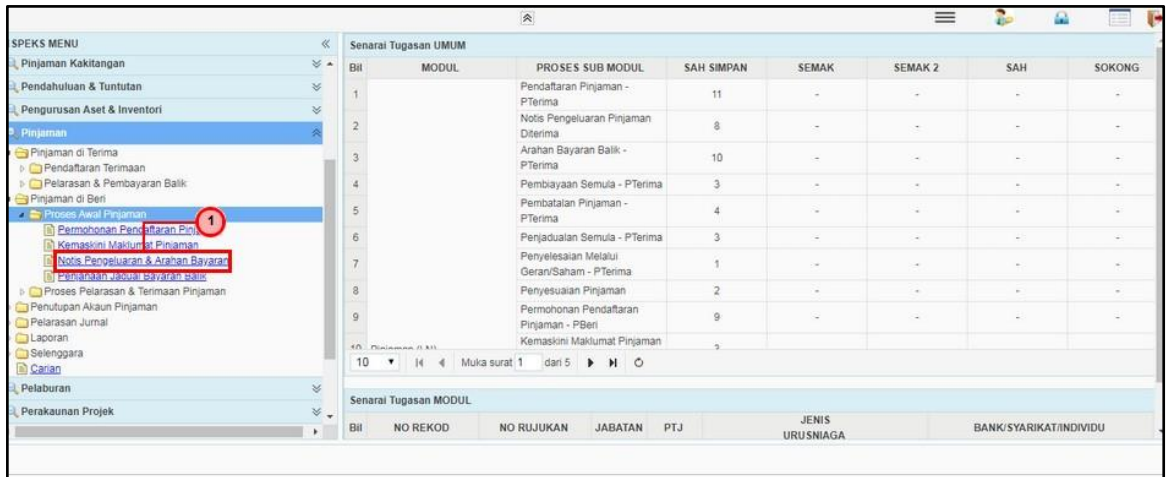 SPEKS MENU
Pinjaman Kakitangan
Pendahuluan & Tuntutan
Pengurusan Aset & Inventori
Pinjaman
Pinjaman di Terima
Pendaftaran Terimaan
Pelarasan & Pembayaran Balik
Pinjaman di Beri
Proses Awal Pinjaman
1
Permohonan Pendaftaran
Kemaskini Maklumat Pinjaman
Notis Pengeluaran & Arahan Bayaran
Penjanaan Jadual Bayaran Balik
Proses Pelarasan & Terimaan Pinjaman
Penutupan Akaun Pinjaman
Pelarasan Jurnal
Laporan
Selenggara
Carian
Pelaburan
Perakaunan Projek
Senarai Tugasan UMUM
Bil MODUL PROSES SUB MODUL SAH SIMPAN SEMAK SEMAK 2 SAH SOKONG
1 Pendaftaran Pinjaman - PTerima 11 - - - -
2 Notis Pengeluaran Pinjaman Diterima 8 - - - -
3 Arahan Bayaran Balik - PTerima 10 - - - -
4 Pembiayaan Semula - PTerima 3 - - - -
5 Pembatalan Pinjaman - PTerima 4 - - - -
6 Penjadualan Semula - PTerima 3 - - - -
7 Penyelesaian Melalui Geran/Saham - PTerima 1 - - - -
8 Penyesuaian Pinjaman 2 - - - -
9 Permohonan Pendaftaran Pinjaman - PBeri 9 - - - -
10 Pinjaman (LN) Kemaskini Maklumat Pinjaman
10 Muka surat 1 dari 5
Senarai Tugasan MODUL
Bil NO REKOD NO RUJUKAN JABATAN PTJ JENIS URUSNIAGA BANK/SYARIKAT/INDIVIDU